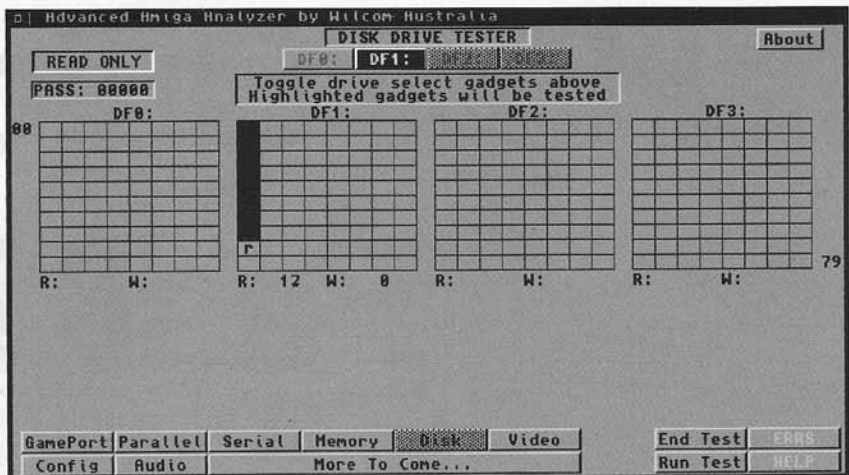 Advanced Amiga Analyzer by Wilcom Australia
DISK DRIVE TESTER
About
READ ONLY
DF0: DF1: DF2: DF3:
PASS: 00000
Toggle drive select gadgets above
Highlighted gadgets will be tested
DF0: DF1: DF2: DF3:
00
r
79
R: W: R: 12 W: 0 R: W: R: W:
GamePort Parallel Serial Memory Disk Video End Test ERRS
Config Audio More To Come... Run Test HELP